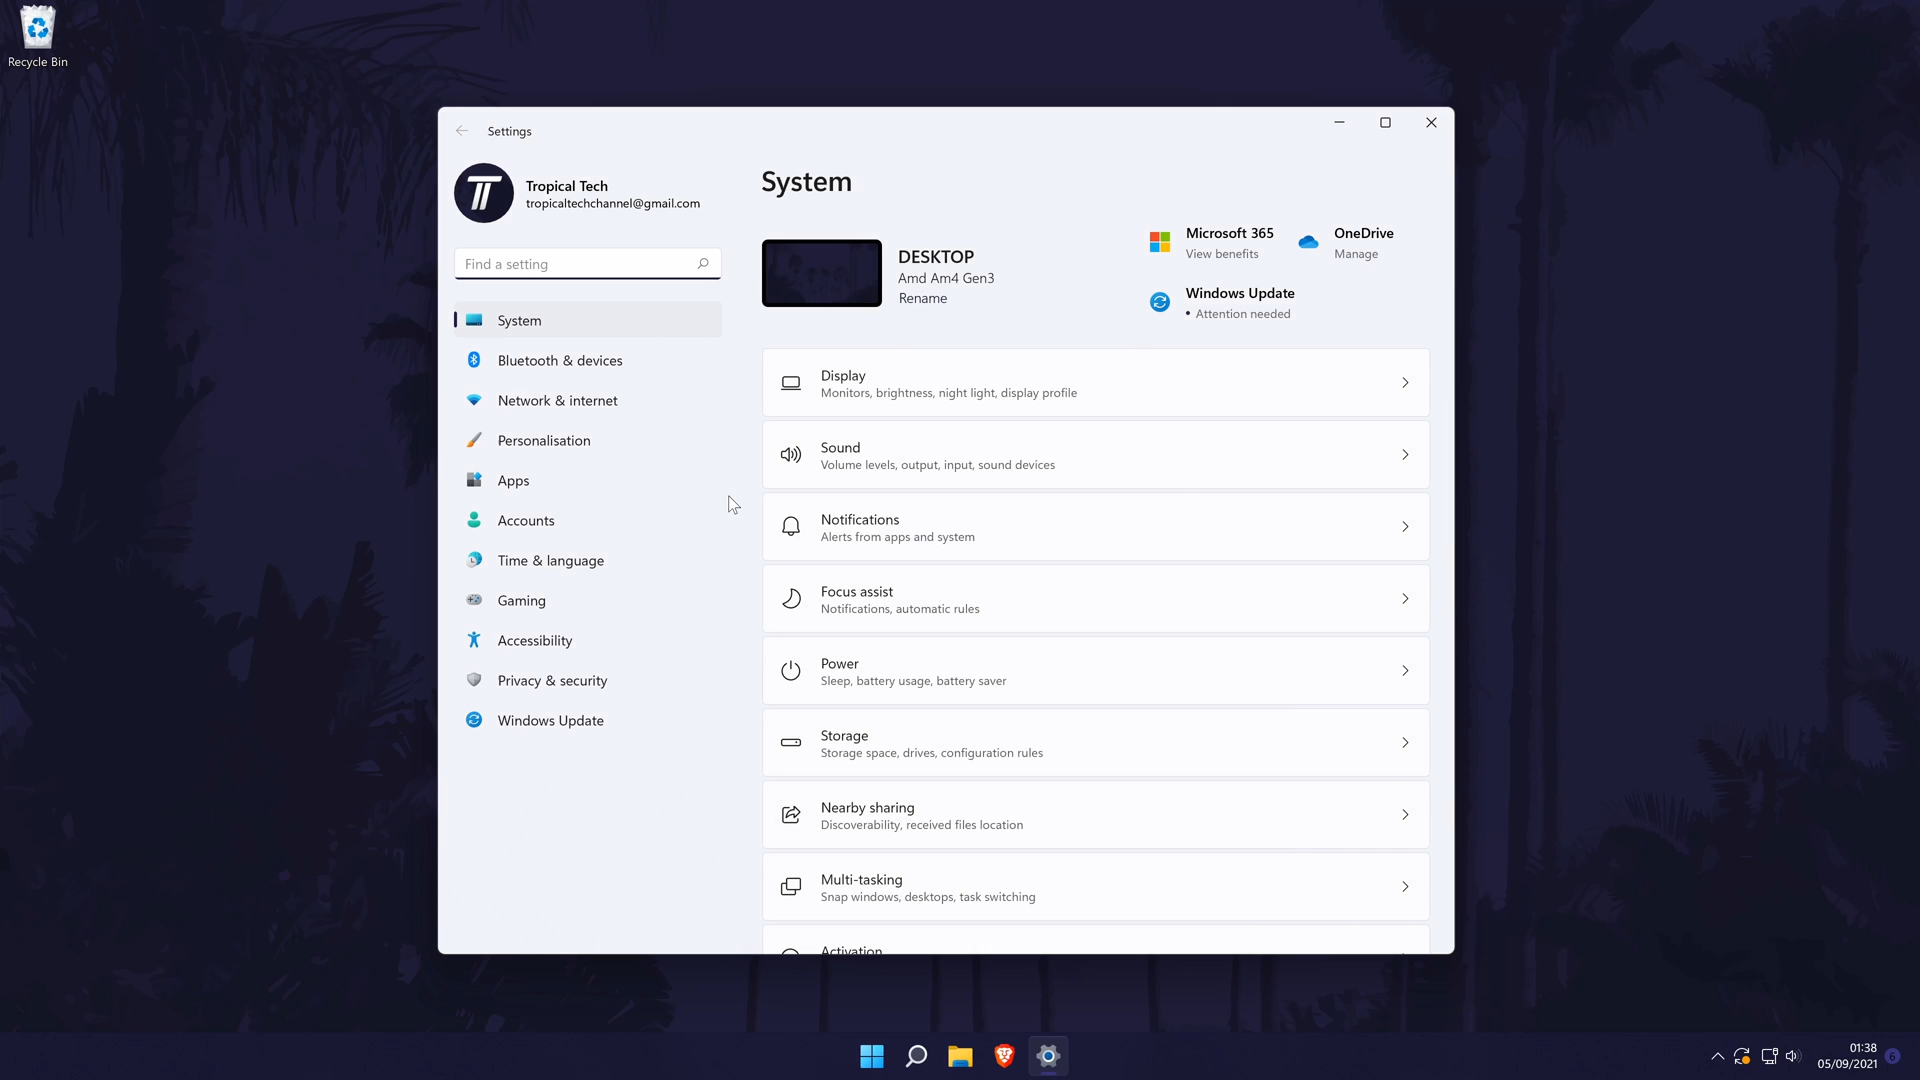 Recycle Bin
Settings
Tropical Tech
tropicaltechchannel@gmail.com
Find a setting
System
Bluetooth & devices
Network & internet
Personalisation
Apps
Accounts
Time & language
Gaming
Accessibility
Privacy & security
Windows Update
System
DESKTOP
Amd Am4 Gen3
Rename
Microsoft 365
View benefits
OneDrive
Manage
Windows Update
• Attention needed
Display
Monitors, brightness, night light, display profile
Sound
Volume levels, output, input, sound devices
Notifications
Alerts from apps and system
Focus assist
Notifications, automatic rules
Power
Sleep, battery usage, battery saver
Storage
Storage space, drives, configuration rules
Nearby sharing
Discoverability, received files location
Multi-tasking
Snap windows, desktops, task switching
Activation
01:38
05/09/2021
6